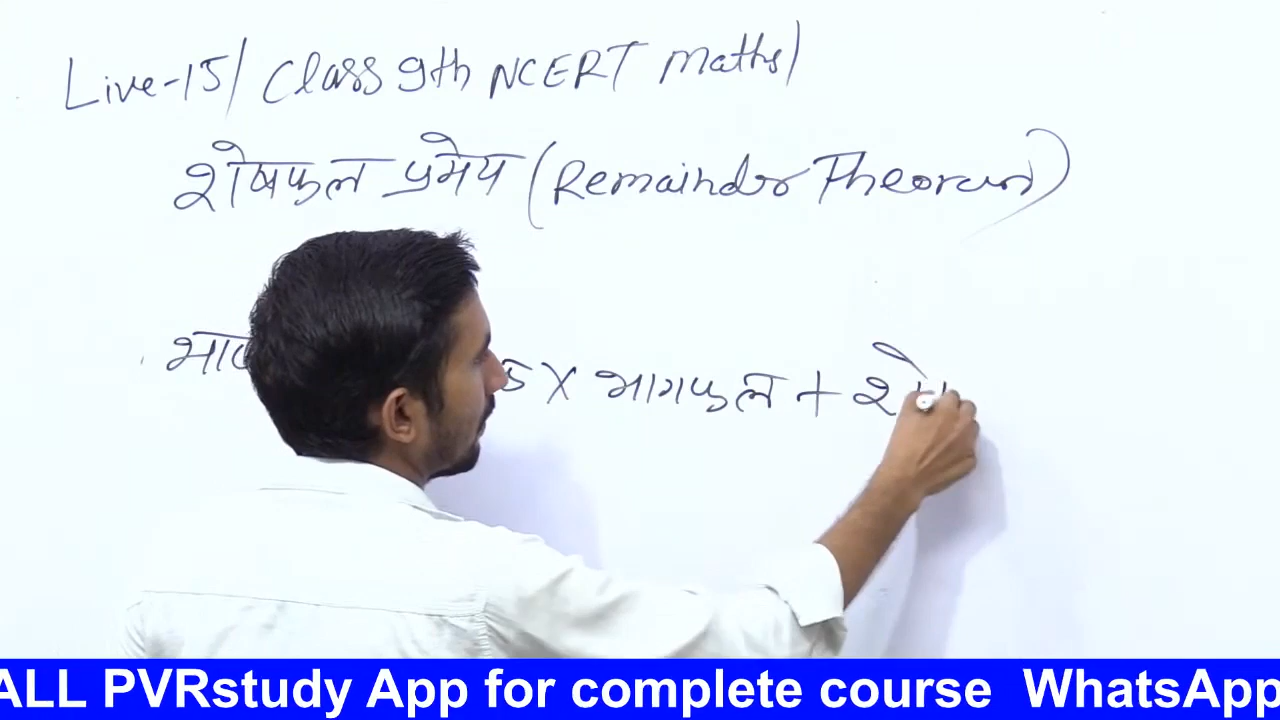 Live-15/ Class 9th NCERT Maths/
शेषफल प्रमेय (Remainder Theorem)
× भागफल +
ALL PVRstudy App for complete course WhatsApp